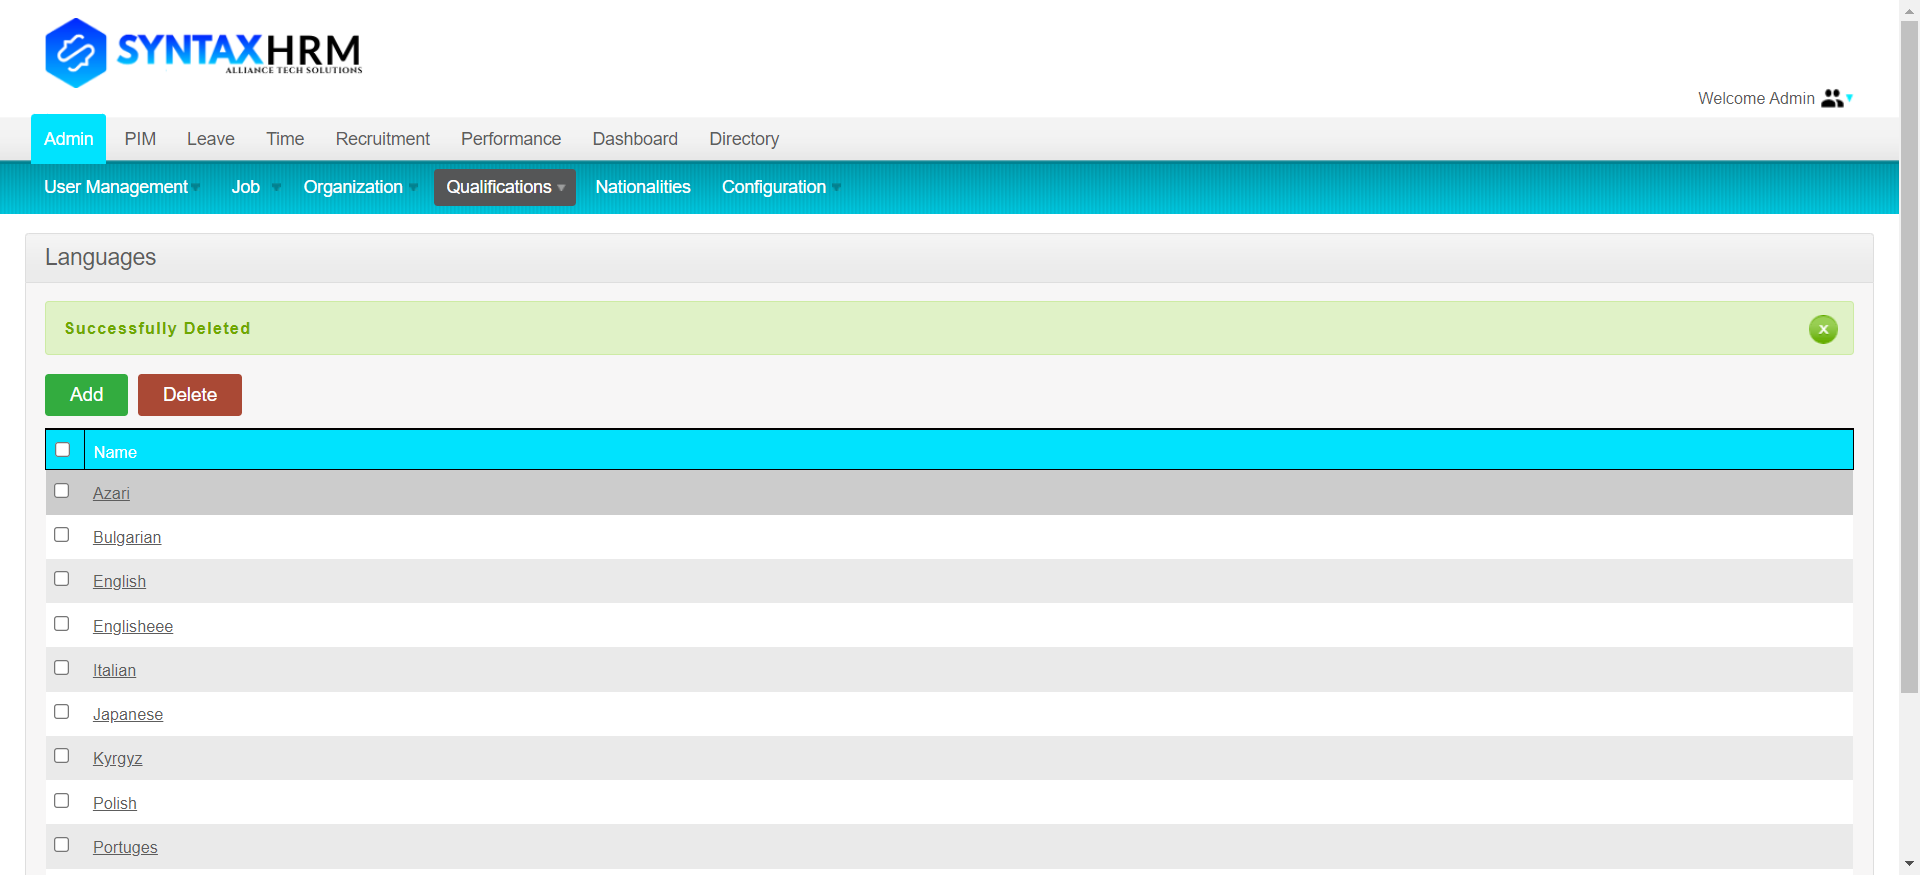 SYNTAXHRM
ALLIANCE TECH SOLUTIONS
Welcome Admin
Admin PIM Leave Time Recruitment Performance Dashboard Directory
User Management Job Organization Qualifications Nationalities Configuration
Languages
Successfully Deleted
x
Add Delete
Name
Azari
Bulgarian
English
Englisheee
Italian
Japanese
Kyrgyz
Polish
Portuges